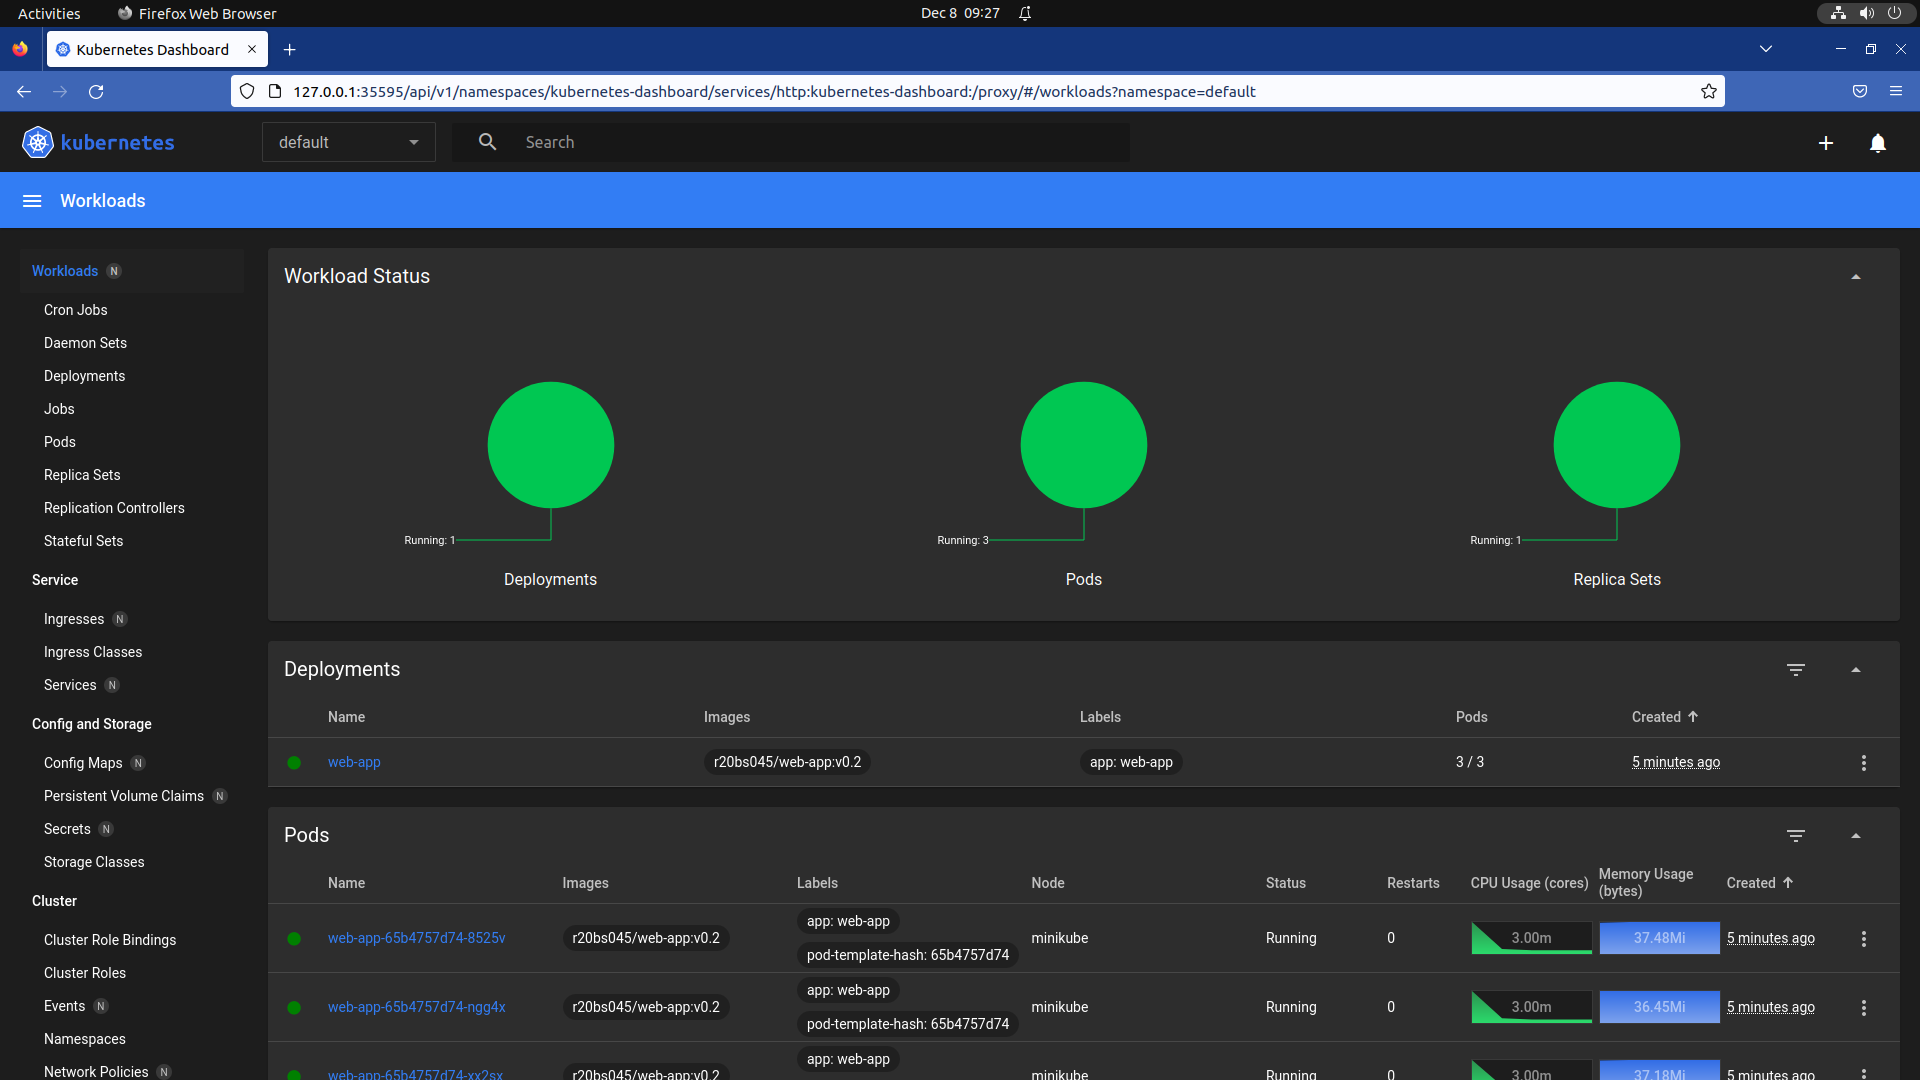 Activities
Firefox Web Browser
Dec 8 09:27
Kubernetes Dashboard
127.0.0.1:35595/api/v1/namespaces/kubernetes-dashboard/services/http:kubernetes-dashboard:/proxy/#/workloads?namespace=default
kubernetes
default
Search
Workloads
Workloads N
Cron Jobs
Daemon Sets
Deployments
Jobs
Pods
Replica Sets
Replication Controllers
Stateful Sets
Service
Ingresses N
Ingress Classes
Services N
Config and Storage
Config Maps N
Persistent Volume Claims N
Secrets N
Storage Classes
Cluster
Cluster Role Bindings
Cluster Roles
Events N
Namespaces
Network Policies N
Workload Status
Running: 1
Deployments
Running: 3
Pods
Running: 1
Replica Sets
Deployments
Name Images Labels Pods Created
web-app r20bs045/web-app:v0.2 app: web-app 3 / 3 5 minutes ago
Pods
Name Images Labels Node Status Restarts CPU Usage (cores) Memory Usage (bytes) Created
app: web-app
web-app-65b4757d74-8525v r20bs045/web-app:v0.2 minikube Running 0 3.00m 37.48Mi 5 minutes ago
pod-template-hash: 65b4757d74
app: web-app
web-app-65b4757d74-ngg4x r20bs045/web-app:v0.2 minikube Running 0 3.00m 36.45Mi 5 minutes ago
pod-template-hash: 65b4757d74
app: web-app
web-app-65b4757d74-xx2sx r20bs045/web-app:v0.2 minikube Running 0 3.00m 37.18Mi 5 minutes ago